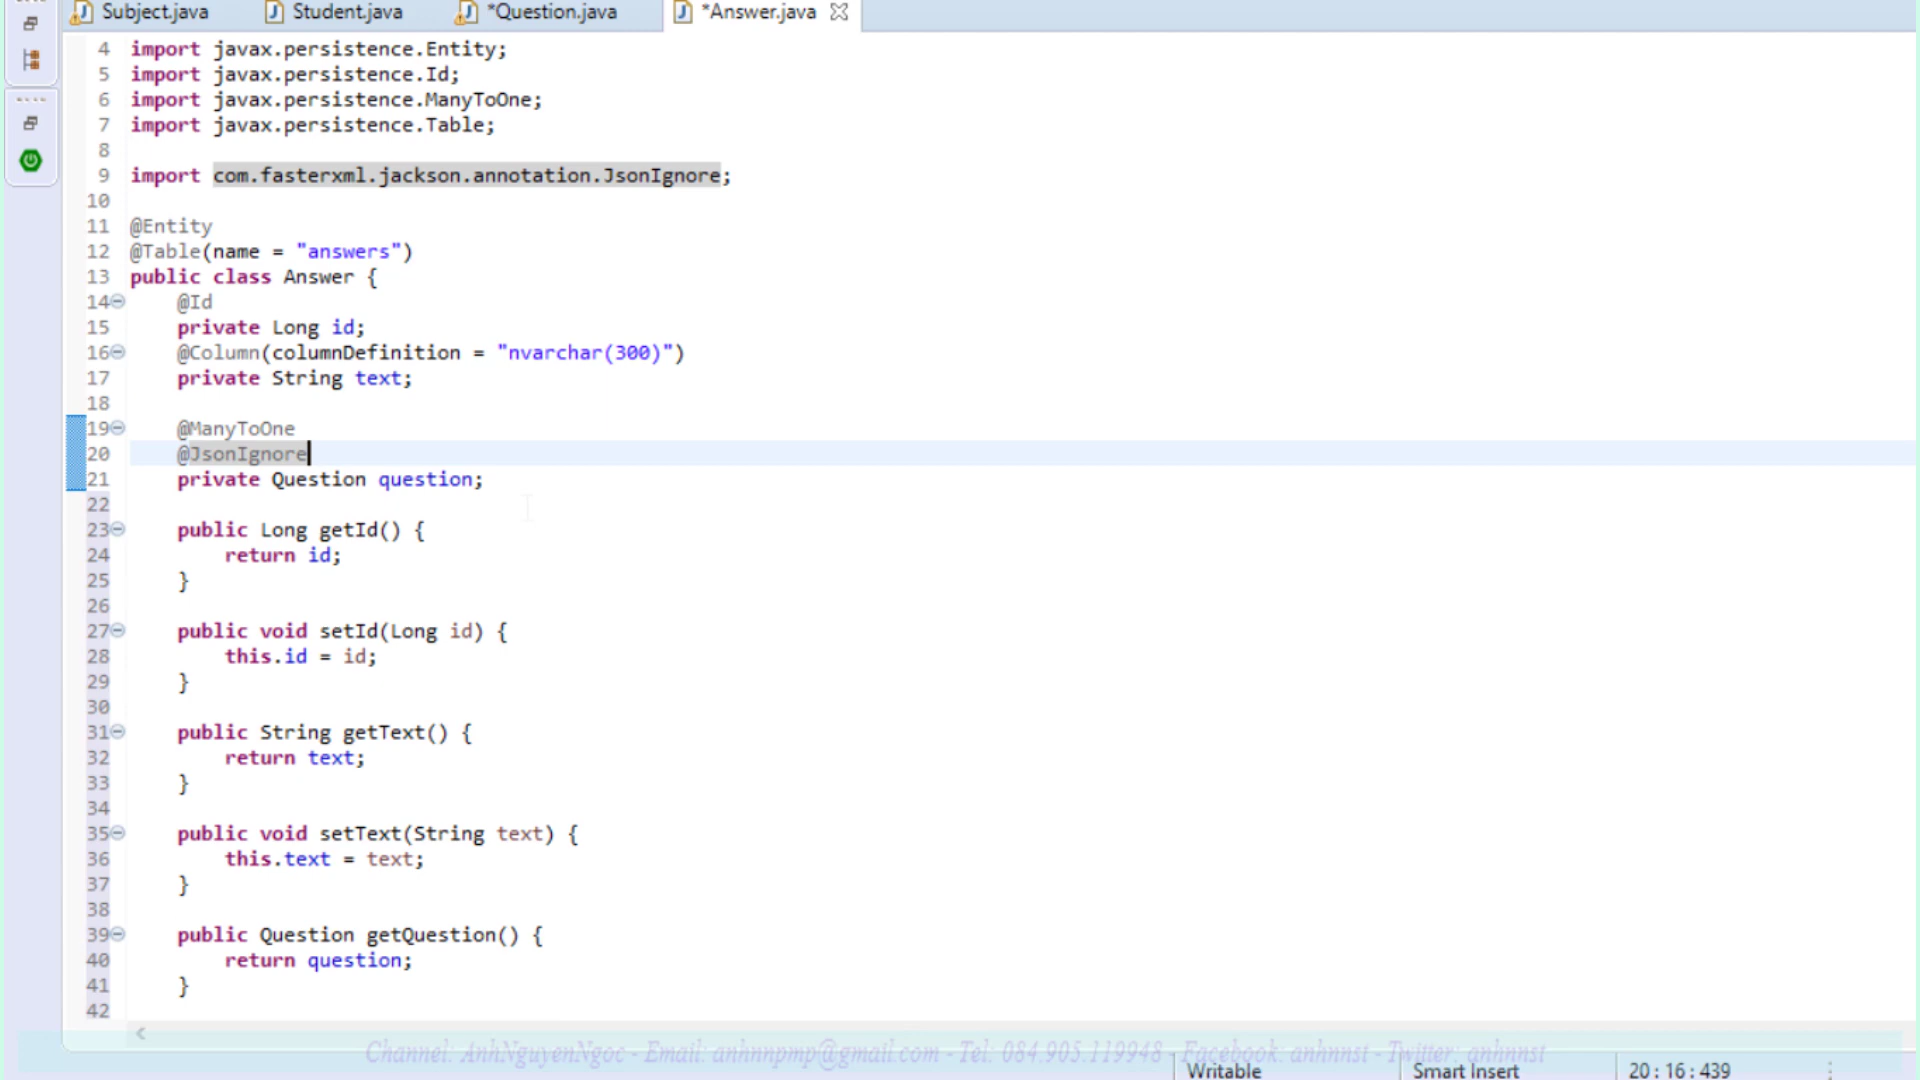 Subject.java Student.java *Question.java *Answer.java
4 import javax.persistence.Entity;
5 import javax.persistence.Id;
6 import javax.persistence.ManyToOne;
7 import javax.persistence.Table;
8
9 import com.fasterxml.jackson.annotation.JsonIgnore;
10
11 @Entity
12 @Table(name = "answers")
13 public class Answer {
14 @Id
15 private Long id;
16 @Column(columnDefinition = "nvarchar(300)")
17 private String text;
18
19 @ManyToOne
20 @JsonIgnore
21 private Question question;
22
23 public Long getId() {
24 return id;
25 }
26
27 public void setId(Long id) {
28 this.id = id;
29 }
30
31 public String getText() {
32 return text;
33 }
34
35 public void setText(String text) {
36 this.text = text;
37 }
38
39 public Question getQuestion() {
40 return question;
41 }
42
Channel: AnhNguyenNgoc - Email: anhnnpmp@gmail.com - Tel: 084.905.119948 - Facebook: anhnnst - Twitter: anhnnst
Writable Smart Insert 20 : 16 : 439